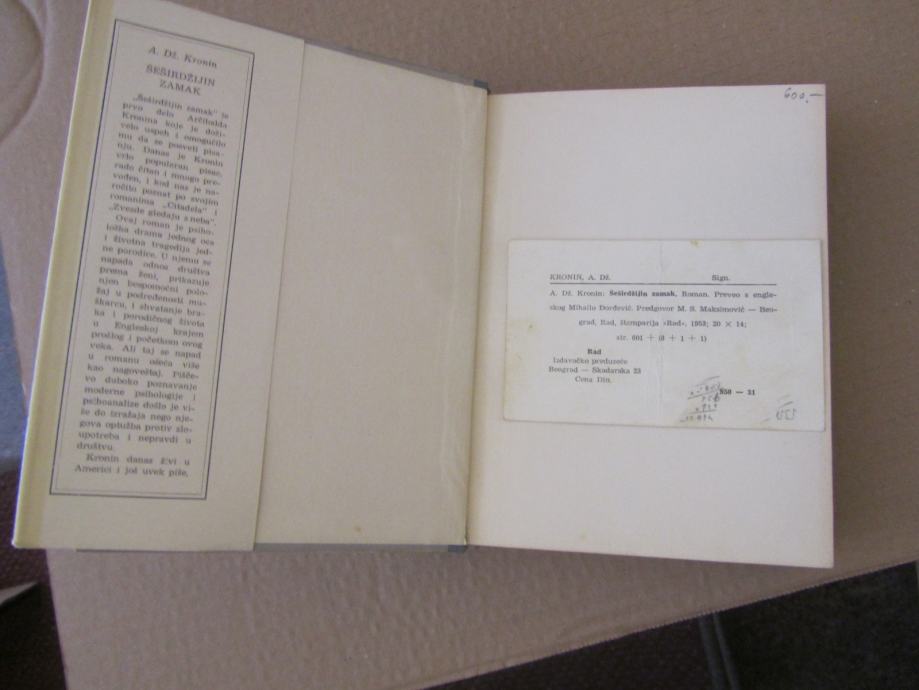 A. Dž. Kronin
ŠEŠIRDŽIJIN
ZAMAK
„Šeširdžijin zamak" je
prvo delo Arčibalda
Kronina koje je doži-
velo uspeh i omogućilo
mu da se posveti pisa-
nju. Danas je Kronin
vrlo popularan pisac,
rado čitan i mnogo pre-
vođen, i kod nas je na-
ročito poznat po svojim
romanima „Citadela" i
„Zvezde gledaju s neba".
Ovaj roman je psiho-
loška drama jednog oca
i životna tragedija jed-
ne porodice. U njemu se
napada odnos društva
prema ženi, prikazuje
njen bespomoćni polo-
žaj u podređenosti mu-
škarcu, i shvatanje bra-
ka i porodičnog života
u Engleskoj krajem
prošlog i početkom ovog
veka. Ali taj se napad
u romanu oseća više
kao nagoveštaj. Pišče-
vo duboko poznavanje
moderne psihologije i
psihoanalize došlo je vi-
še do izražaja nego nje-
gova optužba protiv zlo-
upotreba i nepravdi u
društvu.
Kronin danas živi u
Americi i još uvek piše.
600,—
KRONIN, A. Dž. Sign.
A. Dž. Kronin: Šeširdžijin zamak, Roman. Preveo s engle-
skog Mihailo Đorđević. Predgovor M. S. Maksimović — Beo-
grad, Rad, štamparija »Rad«, 1953; 20 × 14;
str. 601 + (3 + 1 + 1)
Rad
Izdavačko preduzeće
Beograd — Skadarska 23
Cena Din.
850 — 31